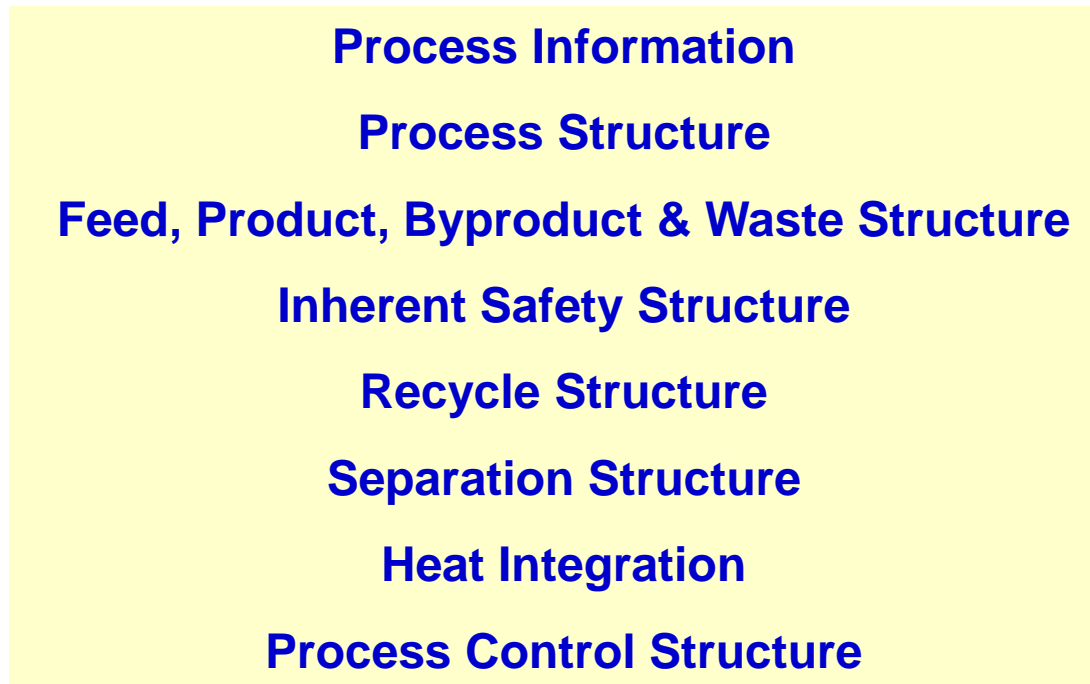 Process Information
Process Structure
Feed, Product, Byproduct & Waste Structure
Inherent Safety Structure
Recycle Structure
Separation Structure
Heat Integration
Process Control Structure